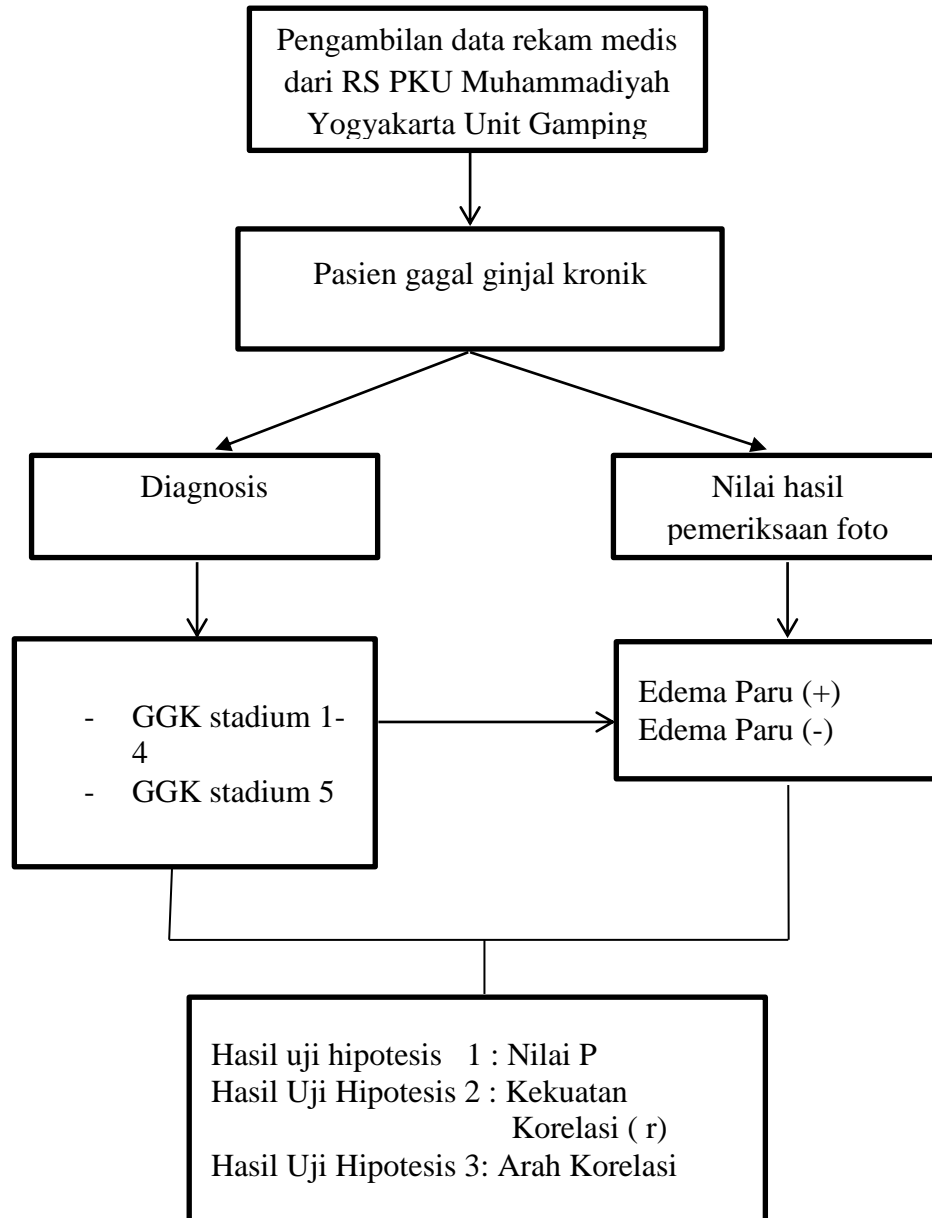 Pengambilan data rekam medis
dari RS PKU Muhammadiyah
Yogyakarta Unit Gamping
Pasien gagal ginjal kronik
Diagnosis
Nilai hasil
pemeriksaan foto
- GGK stadium 1-
4
- GGK stadium 5
Edema Paru (+)
Edema Paru (-)
Hasil uji hipotesis 1 : Nilai P
Hasil Uji Hipotesis 2 : Kekuatan
Korelasi ( r)
Hasil Uji Hipotesis 3: Arah Korelasi